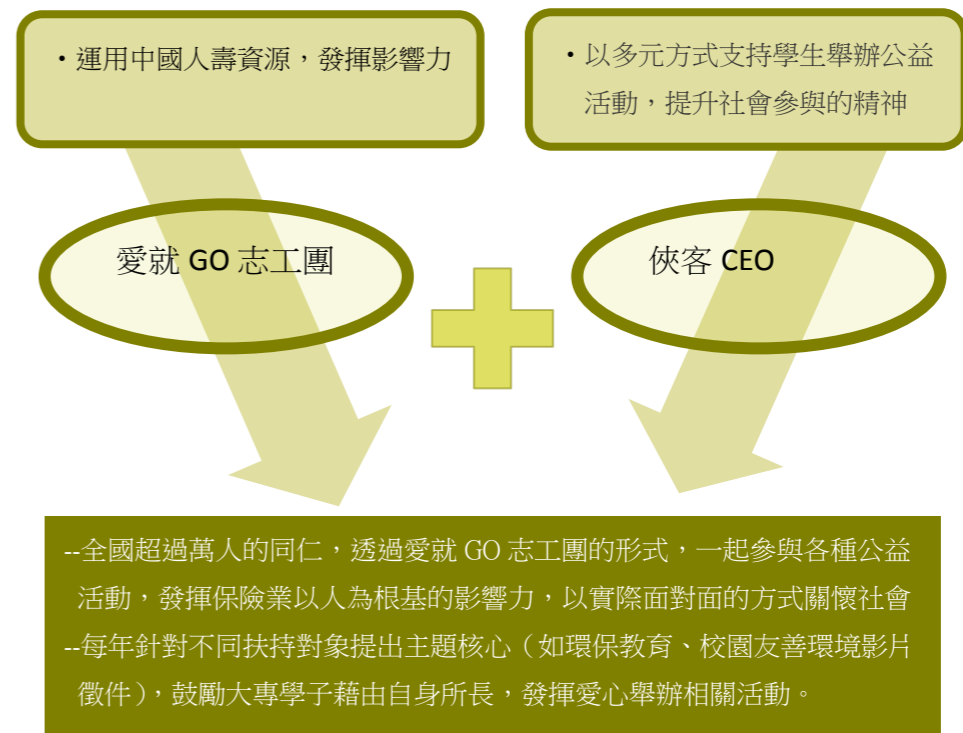 ・運用中國人壽資源，發揮影響力
・以多元方式支持學生舉辦公益
活動，提升社會參與的精神
愛就 GO 志工團
俠客 CEO
--全國超過萬人的同仁，透過愛就 GO 志工團的形式，一起參與各種公益
活動，發揮保險業以人為根基的影響力，以實際面對面的方式關懷社會
--每年針對不同扶持對象提出主題核心（如環保教育、校園友善環境影片
徵件），鼓勵大專學子藉由自身所長，發揮愛心舉辦相關活動。